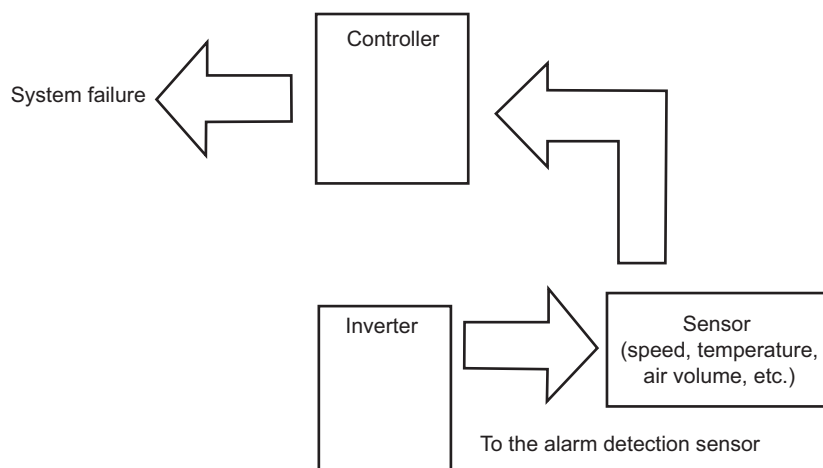 Controller
System failure
Inverter
Sensor
(speed, temperature,
air volume, etc.)
To the alarm detection sensor